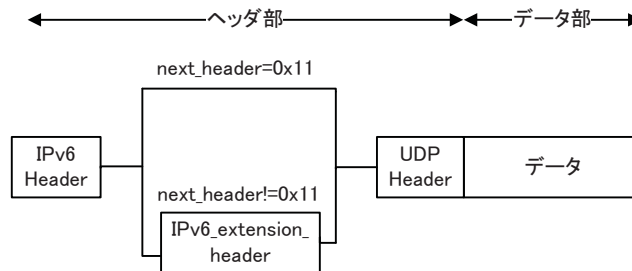 ヘッダ部
データ部
next_header=0x11
IPv6
Header
UDP
Header
データ
next_header!=0x11
IPv6_extension_
header